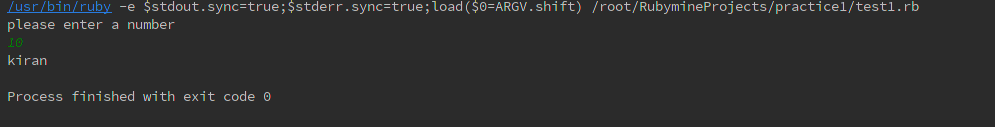 /usr/bin/ruby -e $stdout.sync=true;$stderr.sync=true;load($0=ARGV.shift) /root/RubymineProjects/practice1/test1.rb
please enter a number
10
kiran
Process finished with exit code 0